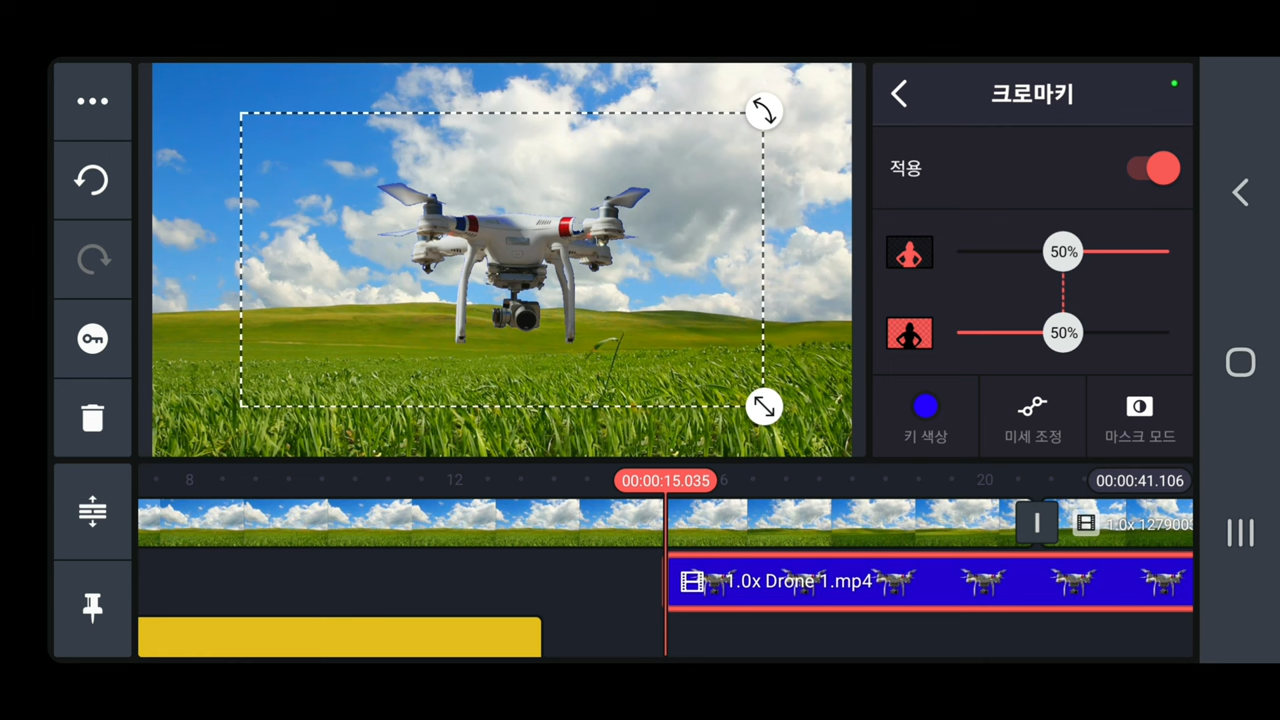 크로마키
적용
50%
50%
키 색상
미세 조정
마스크 모드
8
12
00:00:15.035
6
20
00:00:41.106
1.0x 127900
1.0x Drone 1.mp4